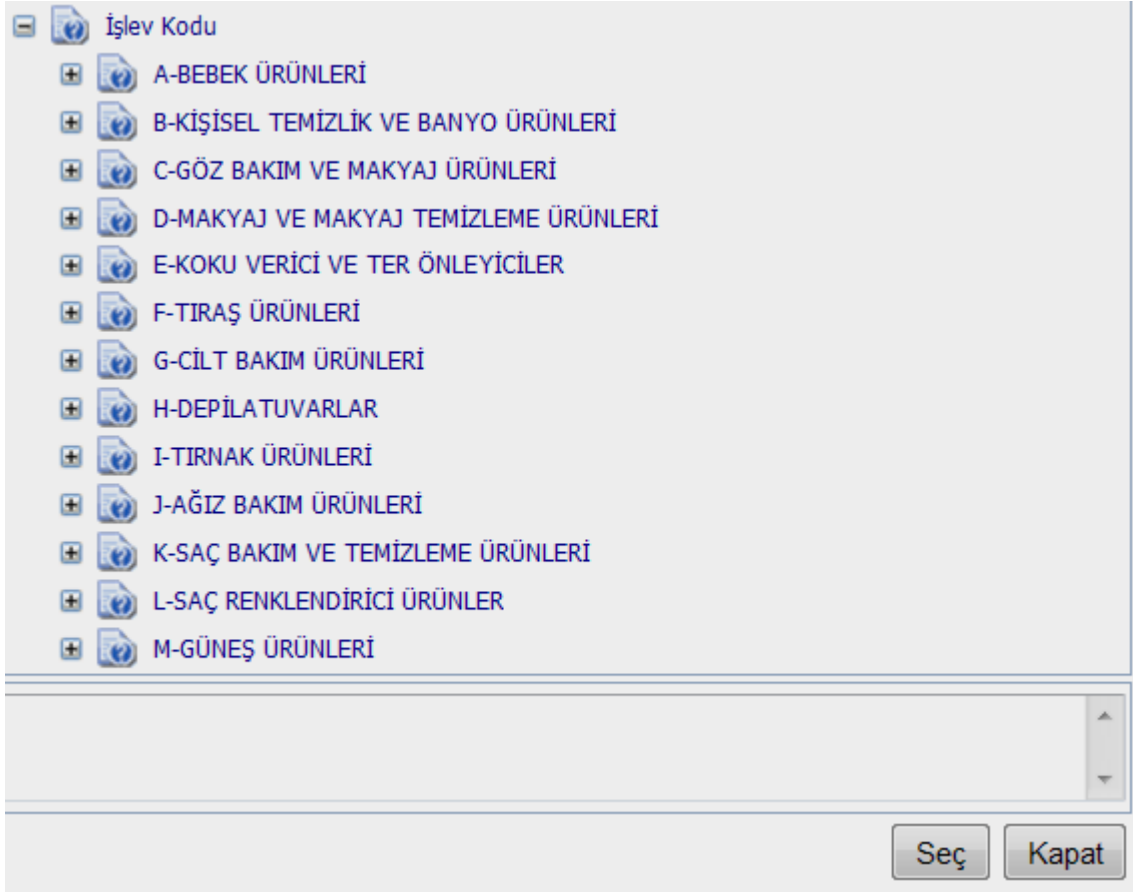 İşlev Kodu
A-BEBEK ÜRÜNLERİ
B-KİŞİSEL TEMİZLİK VE BANYO ÜRÜNLERİ
C-GÖZ BAKIM VE MAKYAJ ÜRÜNLERİ
D-MAKYAJ VE MAKYAJ TEMİZLEME ÜRÜNLERİ
E-KOKU VERİCİ VE TER ÖNLEYİCİLER
F-TIRAŞ ÜRÜNLERİ
G-CİLT BAKIM ÜRÜNLERİ
H-DEPİLATUVARLAR
I-TIRNAK ÜRÜNLERİ
J-AĞIZ BAKIM ÜRÜNLERİ
K-SAÇ BAKIM VE TEMİZLEME ÜRÜNLERİ
L-SAÇ RENKLENDİRİCİ ÜRÜNLER
M-GÜNEŞ ÜRÜNLERİ
Seç Kapat